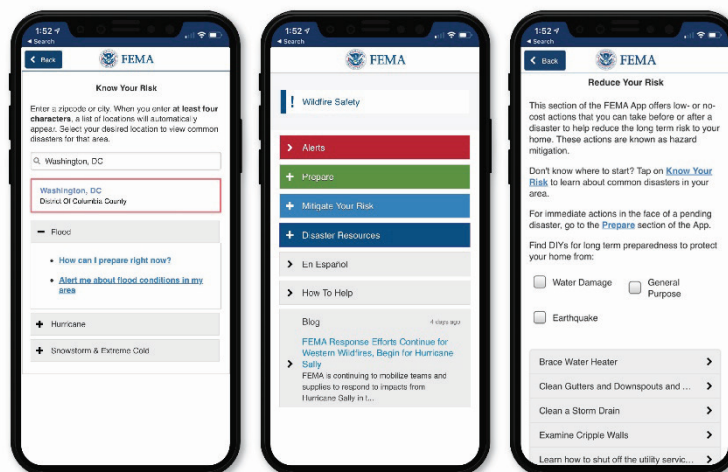 1:52
Search
Back
FEMA
Know Your Risk
Enter a zipcode or city. When you enter at least four
characters, a list of locations will automatically
appear. Select your desired location to view common
disasters for that area.
Washington, DC
Washington, DC
District Of Columbia County
Flood
How can I prepare right now?
Alert me about flood conditions in my
area
Hurricane
Snowstorm & Extreme Cold
1:52
Search
FEMA
! Wildfire Safety
Alerts
Prepare
Mitigate Your Risk
Disaster Resources
En Español
How To Help
Blog 4 days ago
FEMA Response Efforts Continue for
Western Wildfires, Begin for Hurricane
Sally
FEMA is continuing to mobilize teams and
supplies to respond to impacts from
Hurricane Sally in t...
1:52
Search
Back
FEMA
Reduce Your Risk
This section of the FEMA App offers low- or no-
cost actions that you can take before or after a
disaster to help reduce the long term risk to your
home. These actions are known as hazard
mitigation.
Don't know where to start? Tap on Know Your
Risk to learn about common disasters in your
area.
For immediate actions in the face of a pending
disaster, go to the Prepare section of the App.
Find DIYs for long term preparedness to protect
your home from:
Water Damage
General
Purpose
Earthquake
Brace Water Heater
Clean Gutters and Downspouts and ...
Clean a Storm Drain
Examine Cripple Walls
Learn how to shut off the utility servic...